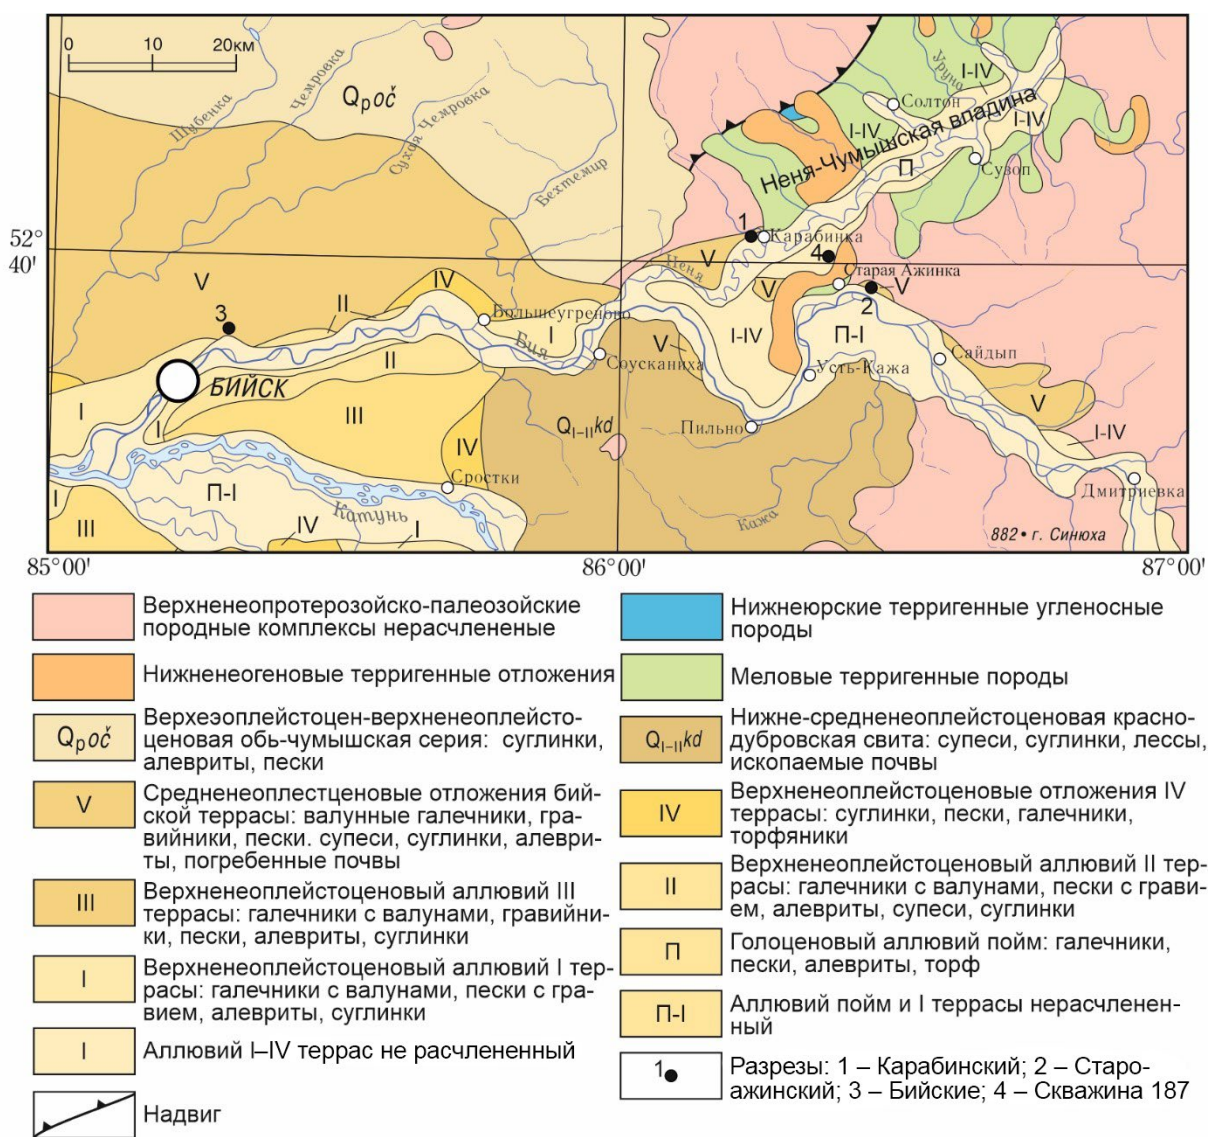 0 10 20км
Шубенка
Чемровка
Сухая Чемровка
Qpoč
Бехтемир
Уруна
I-IV
Солтон
I-IV
I-IV
Неня-Чумышская впадина
П
Сузоп
52°
40'
1
Карабинка
4
V
Неня
Старая Ажинка
V
2
V
V
IV
II
3
Большеугренево
I
Бия
II
Соусканиха
V
I-IV
П-I
Сайдып
Усть-Кажа
БИЙСК
I
III
I
IV
QI–IIkd
Пильно
V
I-IV
Сростки
П-I
Катунь
Кажа
Дмитриевка
I
III
IV
I
882 • г. Синюха
85°00'
86°00'
87°00'
Верхненеопротерозойско-палеозойские
породные комплексы нерасчлененые
Нижненеогеновые терригенные отложения
Qpoč
Верхеэоплейстоцен-верхненеоплейсто-
ценовая обь-чумышская серия: суглинки,
алевриты, пески
V
Средненеоплестценовые отложения бий-
ской террасы: валунные галечники, гра-
вийники, пески. супеси, суглинки, алеври-
ты, погребенные почвы
III
Верхненеоплейстоценовый аллювий III
террасы: галечники с валунами, гравийни-
ки, пески, алевриты, суглинки
I
Верхненеоплейстоценовый аллювий I тер-
расы: галечники с валунами, пески с гра-
вием, алевриты, суглинки
I
Аллювий I–IV террас не расчлененный
Надвиг
Нижнеюрские терригенные угленосные
породы
Меловые терригенные породы
QI–IIkd
Нижне-средненеоплейстоценовая красно-
дубровская свита: супеси, суглинки, лессы,
ископаемые почвы
IV
Верхненеоплейстоценовые отложения IV
террасы: суглинки, пески, галечники,
торфяники
II
Верхненеоплейстоценовый аллювий II тер-
расы: галечники с валунами, пески с грави-
ем, алевриты, супеси, суглинки
П
Голоценовый аллювий пойм: галечники,
пески, алевриты, торф
П-I
Аллювий пойм и I террасы нерасчленен-
ный
1
Разрезы: 1 – Карабинский; 2 – Старо-
ажинский; 3 – Бийские; 4 – Скважина 187